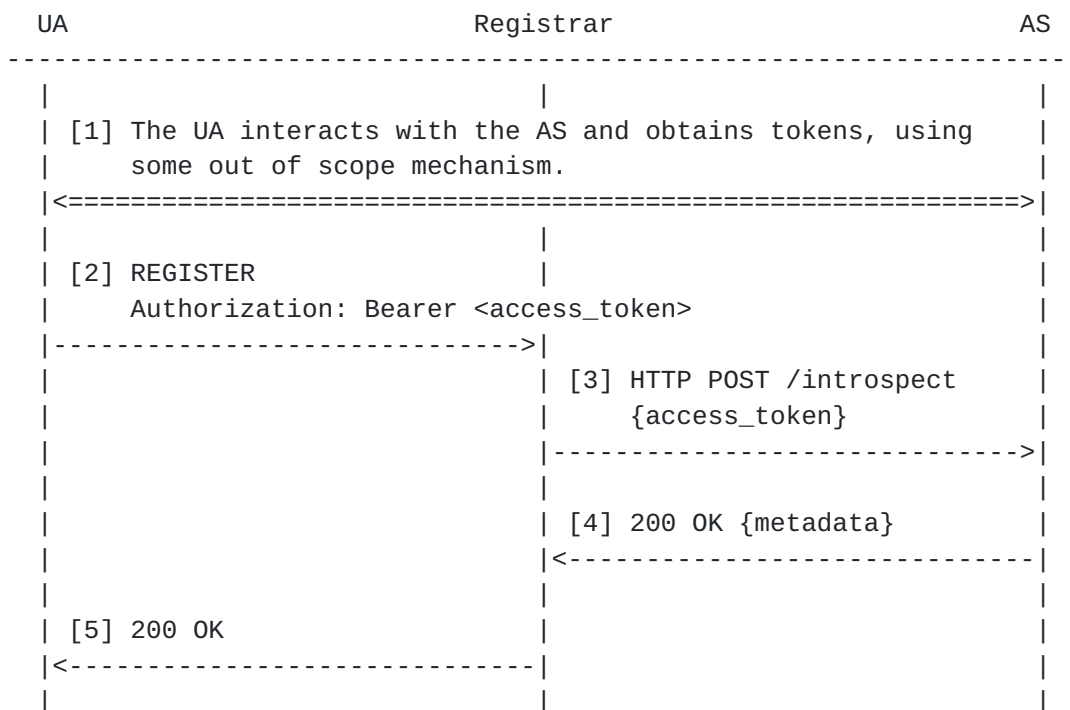 UA Registrar AS
---------------------------------------------------------------------
[1] The UA interacts with the AS and obtains tokens, using
some out of scope mechanism.
|<=============================================================>|
[2] REGISTER
Authorization: Bearer <access_token>
|------------------------------>|
[3] HTTP POST /introspect
{access_token}
|------------------------------>|
[4] 200 OK {metadata}
|<------------------------------|
[5] 200 OK
|<------------------------------|